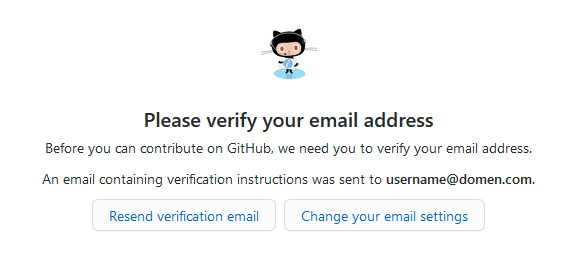 Please verify your email address
Before you can contribute on GitHub, we need you to verify your email address.
An email containing verification instructions was sent to username@domen.com.
Resend verification email
Change your email settings